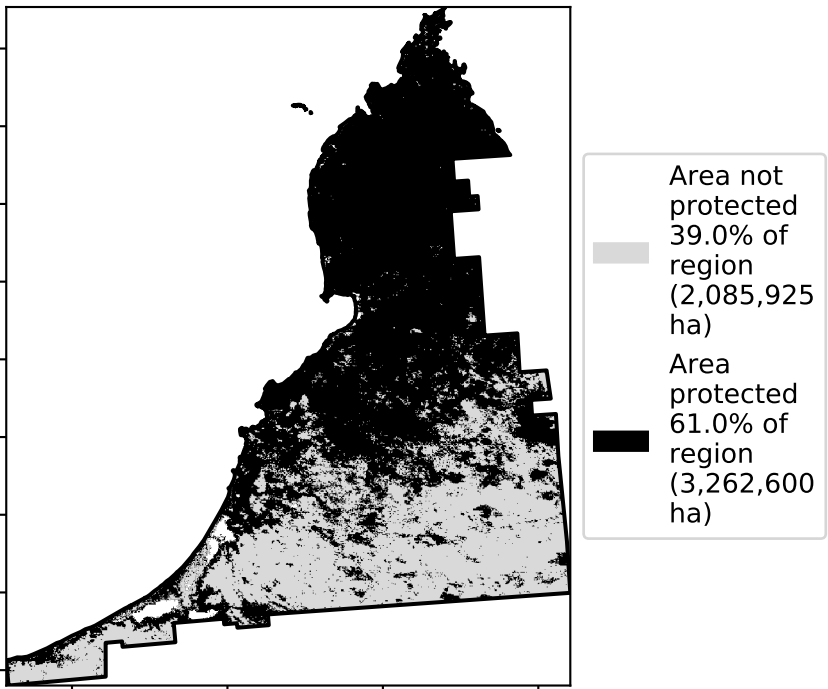 Area not
protected
39.0% of
region
(2,085,925
ha)
Area
protected
61.0% of
region
(3,262,600
ha)